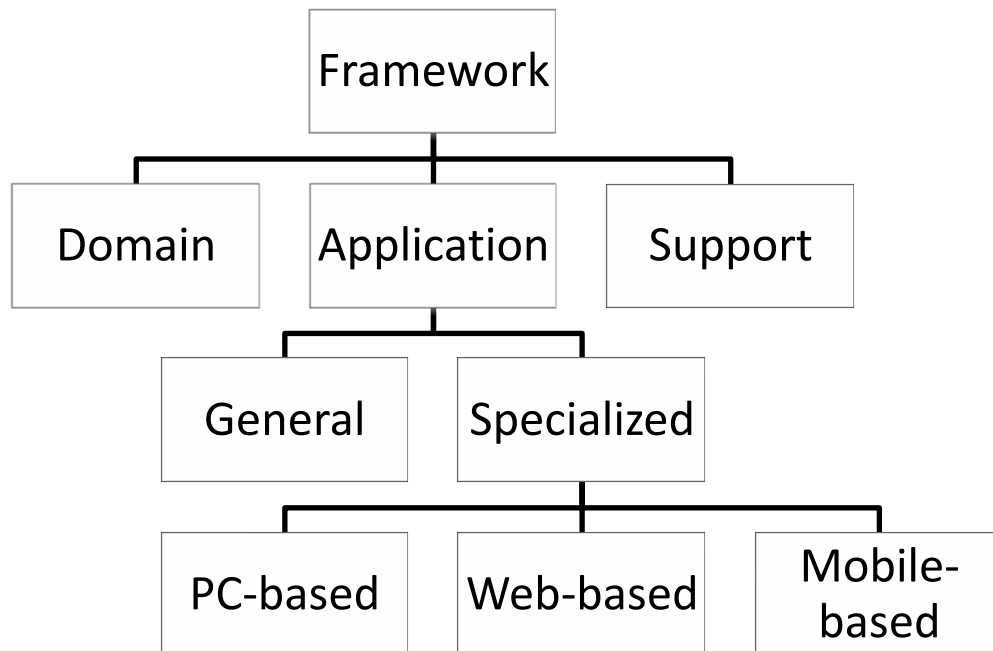 Framework
Domain
Application
Support
General
Specialized
PC-based
Web-based
Mobile-
based